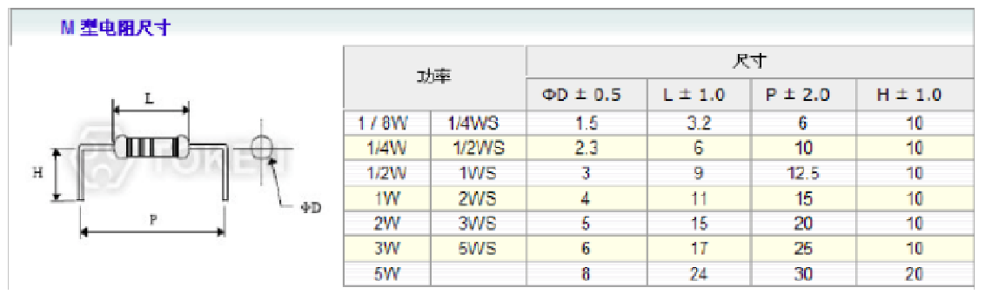 M 型电阻尺寸
功率 尺寸
ΦD ± 0.5 L ± 1.0 P ± 2.0 H ± 1.0
1 / 8W 1/4WS 1.5 3.2 6 10
1/4W 1/2WS 2.3 6 10 10
1/2W 1WS 3 9 12.5 10
1W 2WS 4 11 15 10
2W 3WS 5 15 20 10
3W 5WS 6 17 25 10
5W 8 24 30 20
L
H
P
ΦD
TOKEN